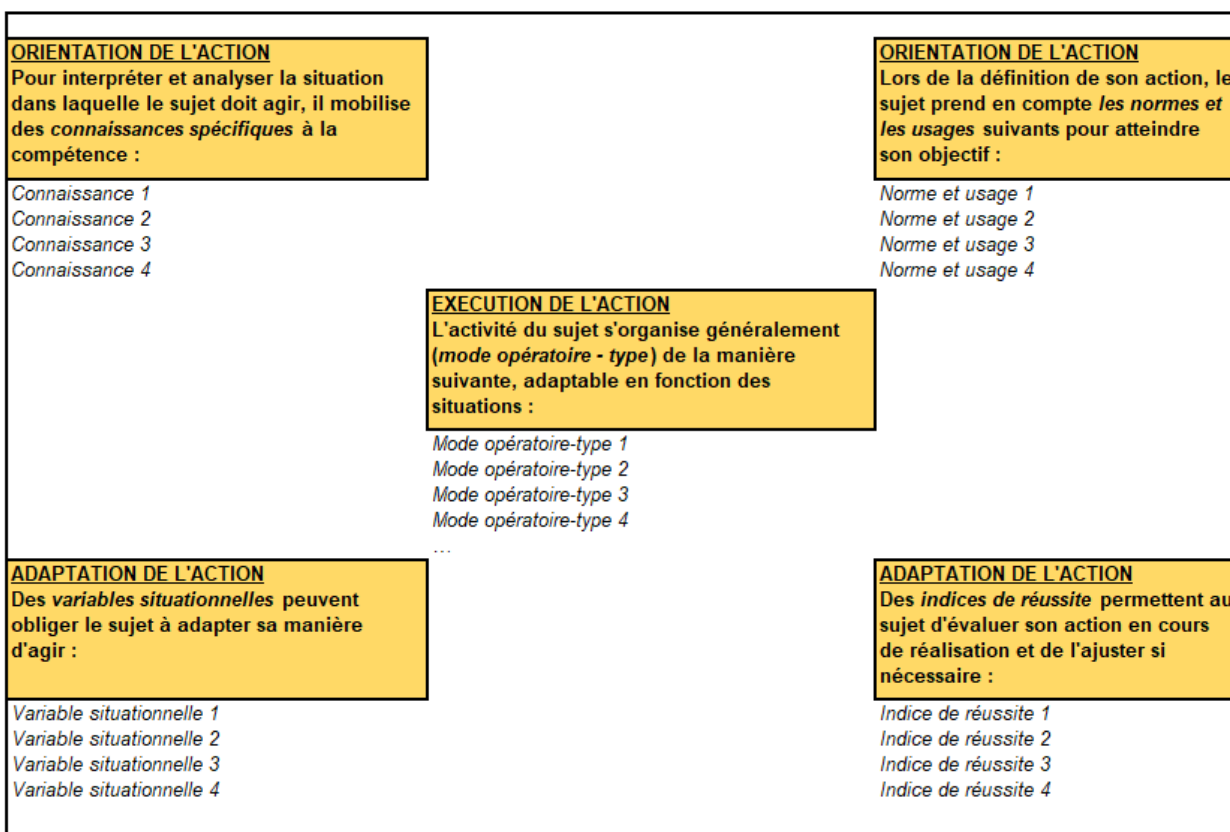 ORIENTATION DE L'ACTION
Pour interpréter et analyser la situation
dans laquelle le sujet doit agir, il mobilise
des connaissances spécifiques à la
compétence :
Connaissance 1
Connaissance 2
Connaissance 3
Connaissance 4
ORIENTATION DE L'ACTION
Lors de la définition de son action, le
sujet prend en compte les normes et
les usages suivants pour atteindre
son objectif :
Norme et usage 1
Norme et usage 2
Norme et usage 3
Norme et usage 4
EXECUTION DE L'ACTION
L'activité du sujet s'organise généralement
(mode opératoire - type) de la manière
suivante, adaptable en fonction des
situations :
Mode opératoire-type 1
Mode opératoire-type 2
Mode opératoire-type 3
Mode opératoire-type 4
...
ADAPTATION DE L'ACTION
Des variables situationnelles peuvent
obliger le sujet à adapter sa manière
d'agir :
Variable situationnelle 1
Variable situationnelle 2
Variable situationnelle 3
Variable situationnelle 4
ADAPTATION DE L'ACTION
Des indices de réussite permettent au
sujet d'évaluer son action en cours
de réalisation et de l'ajuster si
nécessaire :
Indice de réussite 1
Indice de réussite 2
Indice de réussite 3
Indice de réussite 4